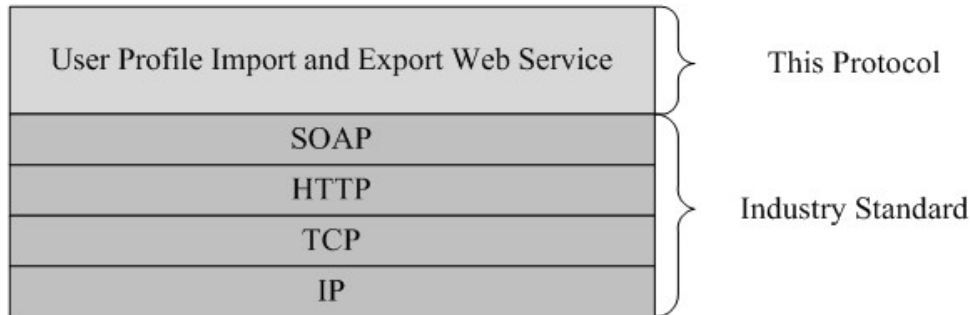 User Profile Import and Export Web Service
This Protocol
SOAP
HTTP
TCP
IP
Industry Standard